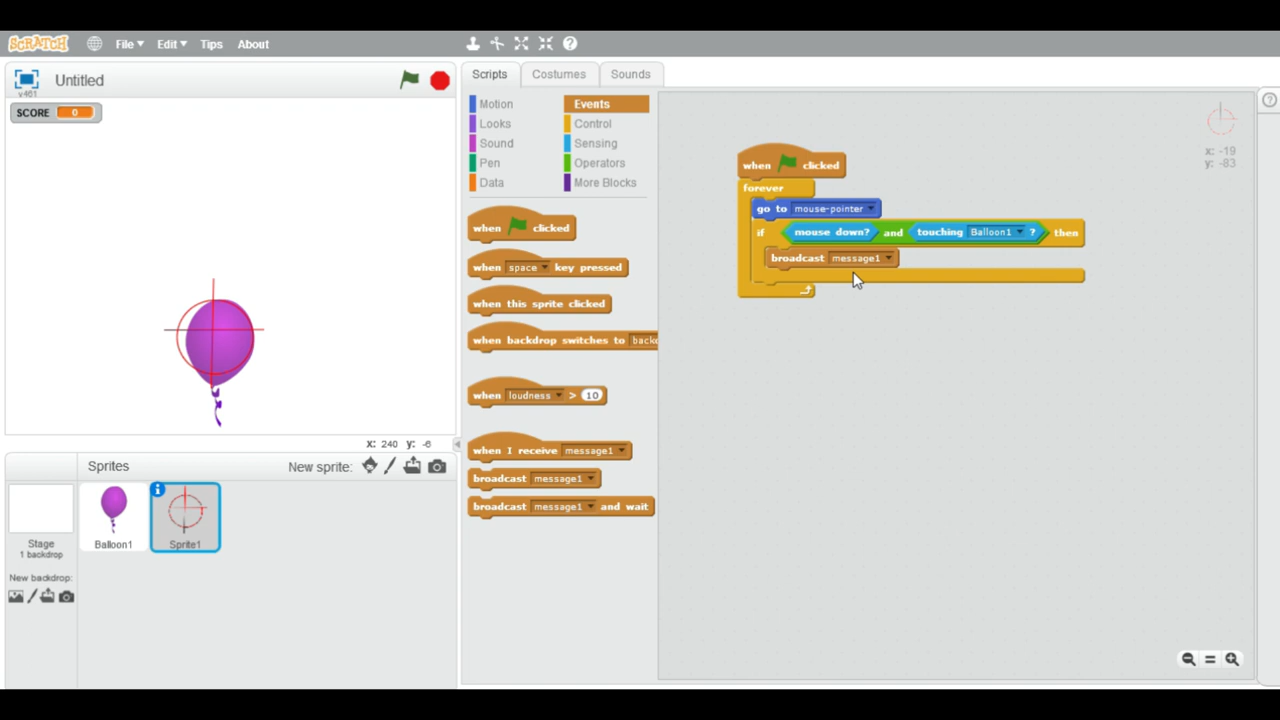 SCRATCH File Edit Tips About
Untitled
v461
SCORE 0
x: 240 y: -6
Sprites New sprite:
Stage
1 backdrop
New backdrop:
Balloon1
Sprite1
Scripts Costumes Sounds
Motion Events
Looks Control
Sound Sensing
Pen Operators
Data More Blocks
when clicked
when space key pressed
when this sprite clicked
when backdrop switches to
when loudness > 10
when I receive message1
broadcast message1
broadcast message1 and wait
when clicked
forever
go to mouse-pointer
if mouse down? and touching Balloon1 ? then
broadcast message1
x: -19
y: -83